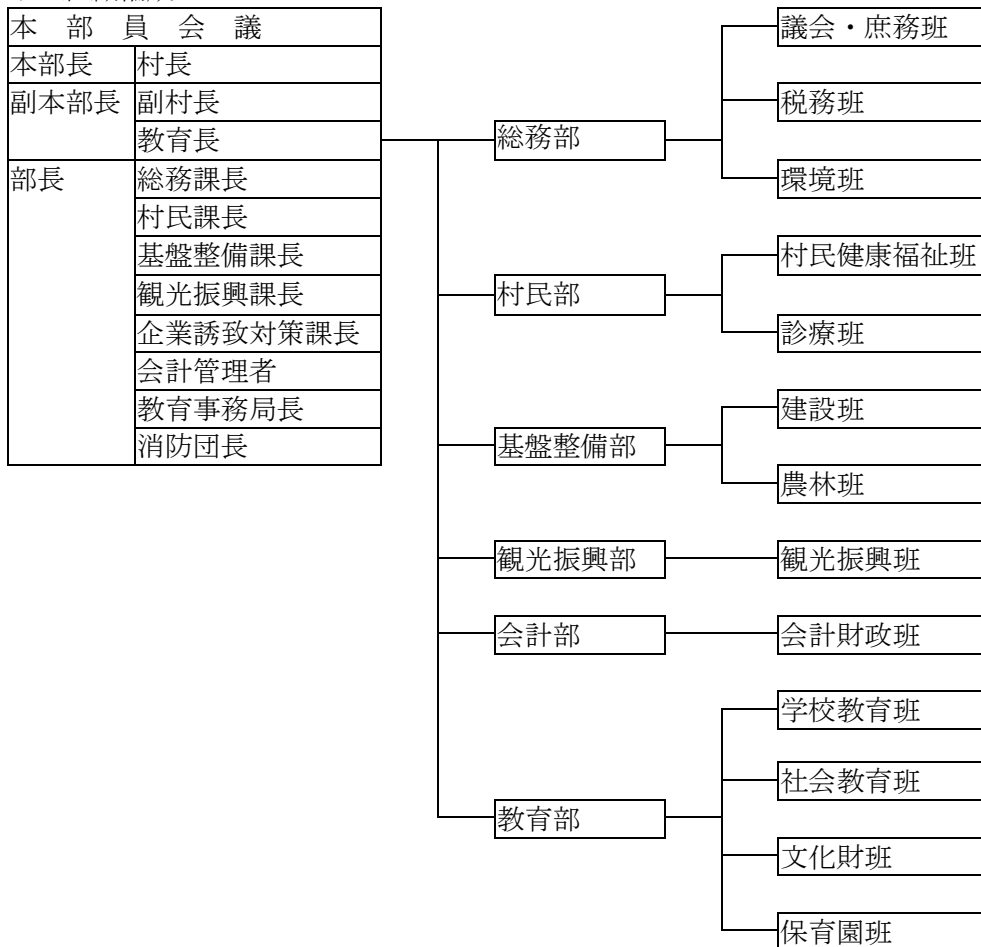 本　部　員　会　議
本部長　村長
副本部長　副村長
教育長
部長　総務課長
村民課長
基盤整備課長
観光振興課長
企業誘致対策課長
会計管理者
教育事務局長
消防団長
総務部
議会・庶務班
税務班
環境班
村民部
村民健康福祉班
診療班
基盤整備部
建設班
農林班
観光振興部
観光振興班
会計部
会計財政班
教育部
学校教育班
社会教育班
文化財班
保育園班